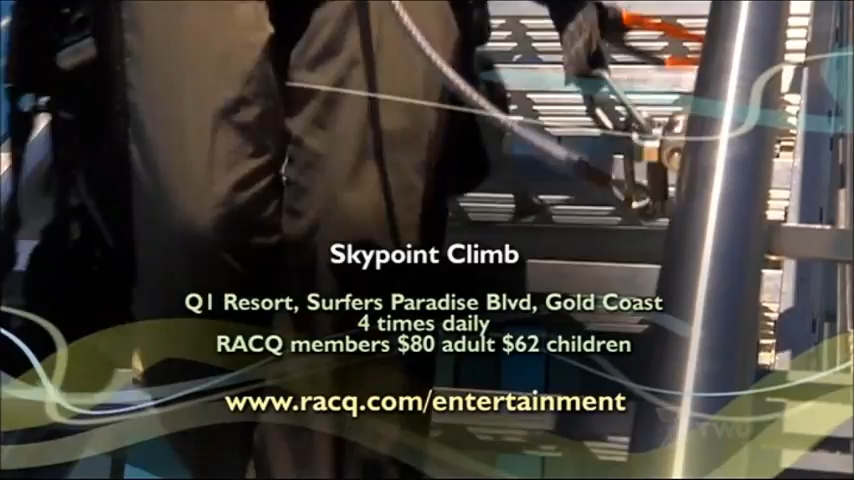 Skypoint Climb
Q1 Resort, Surfers Paradise Blvd, Gold Coast
4 times daily
RACQ members $80 adult $62 children
www.racq.com/entertainment